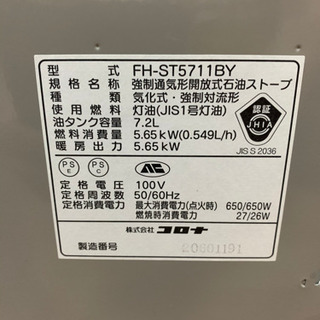 型式 FH-ST5711BY
規格名称 強制通気形開放式石油ストーブ
種類 気化式・強制対流形
使用燃料 灯油(JIS1号灯油)
油タンク容量 7.2L
燃料消費量 5.65kW(0.549L/h)
暖房出力 5.65kW
認証
JHIA
JIS S 2036
PS E
PS C
定格電圧 100V
定格周波数 50/60Hz
定格消費電力 最大消費電力(点火時) 650/650W
燃焼時消費電力 27/26W
株式会社 コロナ
製造番号